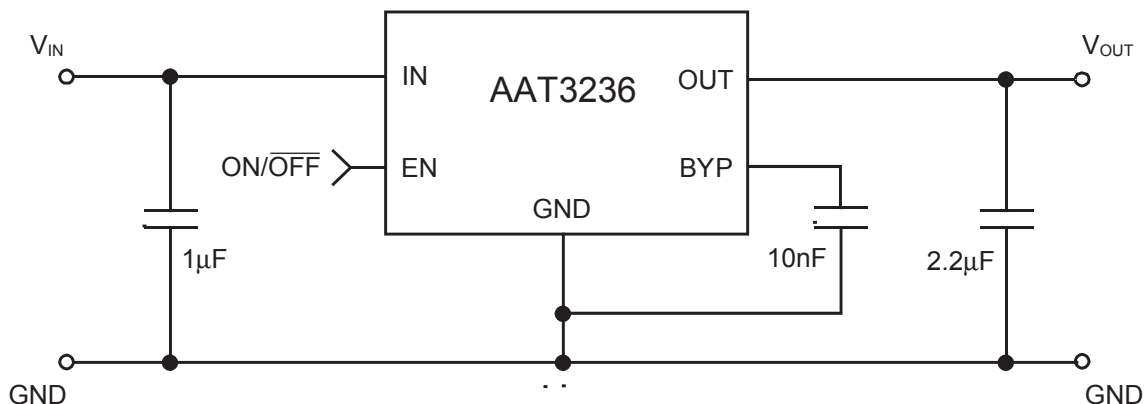 VIN
VOUT
IN
AAT3236
OUT
ON/OFF
EN
BYP
GND
1μF
10nF
2.2μF
GND
GND